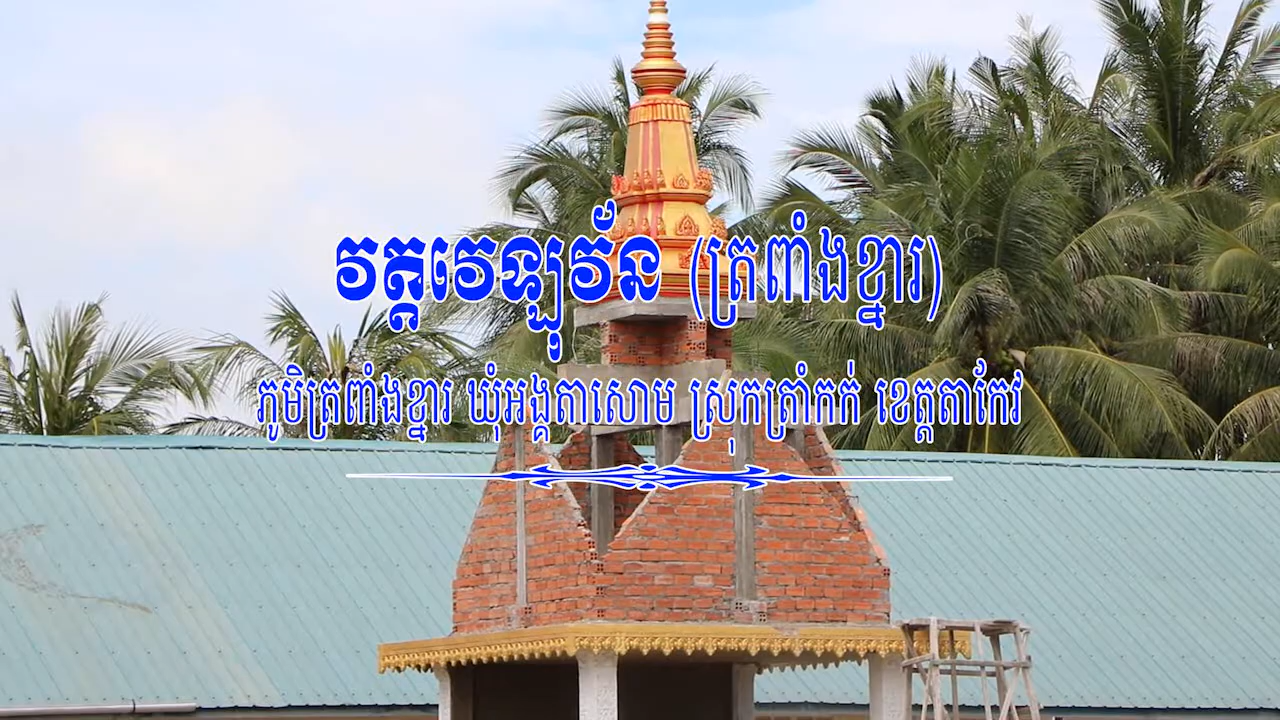 វត្តវេឡុវ័ន (ត្រពាំងខ្នារ)
ភូមិត្រពាំងខ្នារ ឃុំអង្គតាសោម ស្រុកត្រាំកក់ ខេត្តតាកែវ